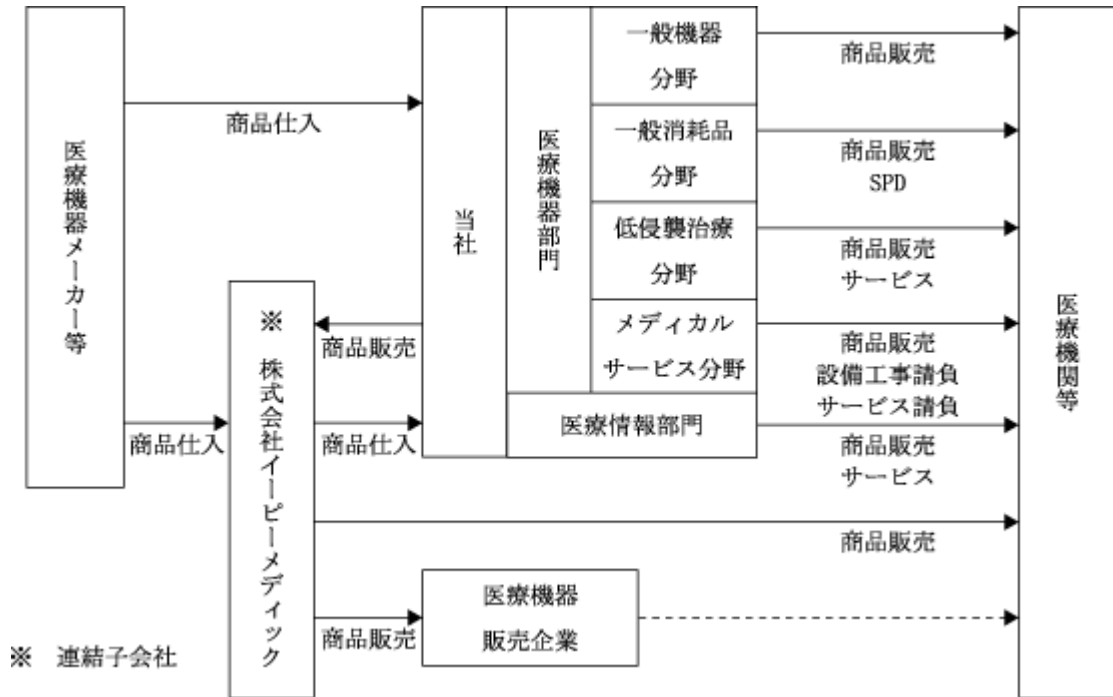 医療機器メーカー等
商品仕入
商品仕入
※ 株式会社イーピーメディック
商品販売
商品仕入
商品販売
当社
医療機器部門
一般機器
分野
一般消耗品
分野
低侵襲治療
分野
メディカル
サービス分野
医療情報部門
医療機器
販売企業
商品販売
商品販売
SPD
商品販売
サービス
商品販売
設備工事請負
サービス請負
商品販売
サービス
商品販売
医療機関等
※ 連結子会社